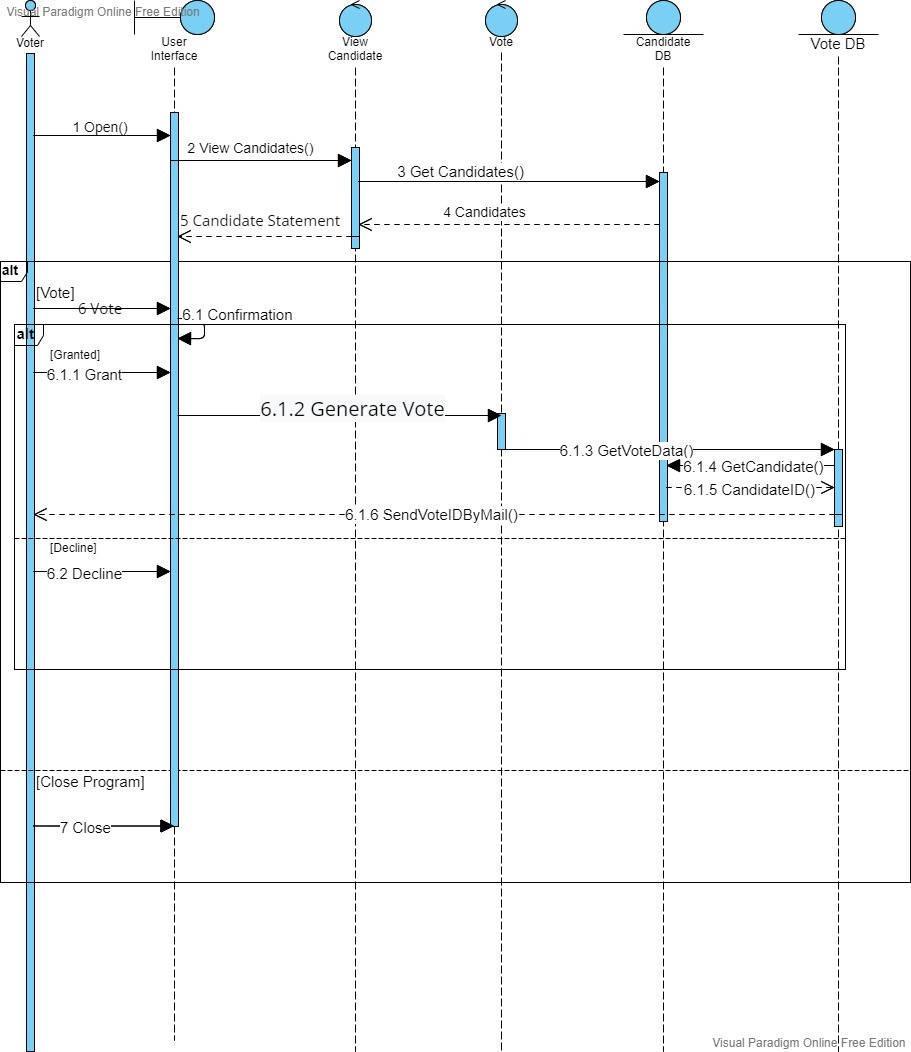 Visual Paradigm Online Free Edition
Voter
User
Interface
View
Candidate
Vote
Candidate
DB
Vote DB
1 Open()
2 View Candidates()
3 Get Candidates()
4 Candidates
5 Candidate Statement
alt
[Vote]
6 Vote
6.1 Confirmation
alt
[Granted]
6.1.1 Grant
6.1.2 Generate Vote
6.1.3 GetVoteData()
6.1.4 GetCandidate()
6.1.5 CandidateID()
6.1.6 SendVoteIDByMail()
[Decline]
6.2 Decline
[Close Program]
7 Close
Visual Paradigm Online Free Edition